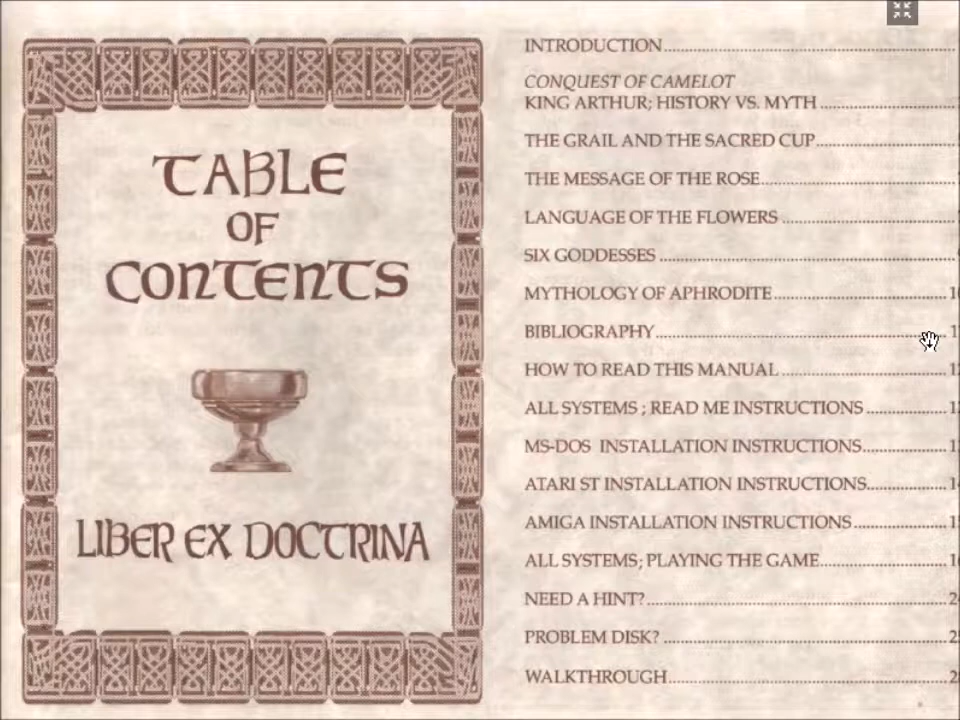 TABLE
OF
CONTENTS
LIBER EX DOCTRINA
INTRODUCTION
CONQUEST OF CAMELOT
KING ARTHUR; HISTORY VS. MYTH
THE GRAIL AND THE SACRED CUP
THE MESSAGE OF THE ROSE
LANGUAGE OF THE FLOWERS
SIX GODDESSES
MYTHOLOGY OF APHRODITE
BIBLIOGRAPHY
HOW TO READ THIS MANUAL
ALL SYSTEMS ; READ ME INSTRUCTIONS
MS-DOS INSTALLATION INSTRUCTIONS
ATARI ST INSTALLATION INSTRUCTIONS
AMIGA INSTALLATION INSTRUCTIONS
ALL SYSTEMS; PLAYING THE GAME
NEED A HINT?
PROBLEM DISK?
WALKTHROUGH